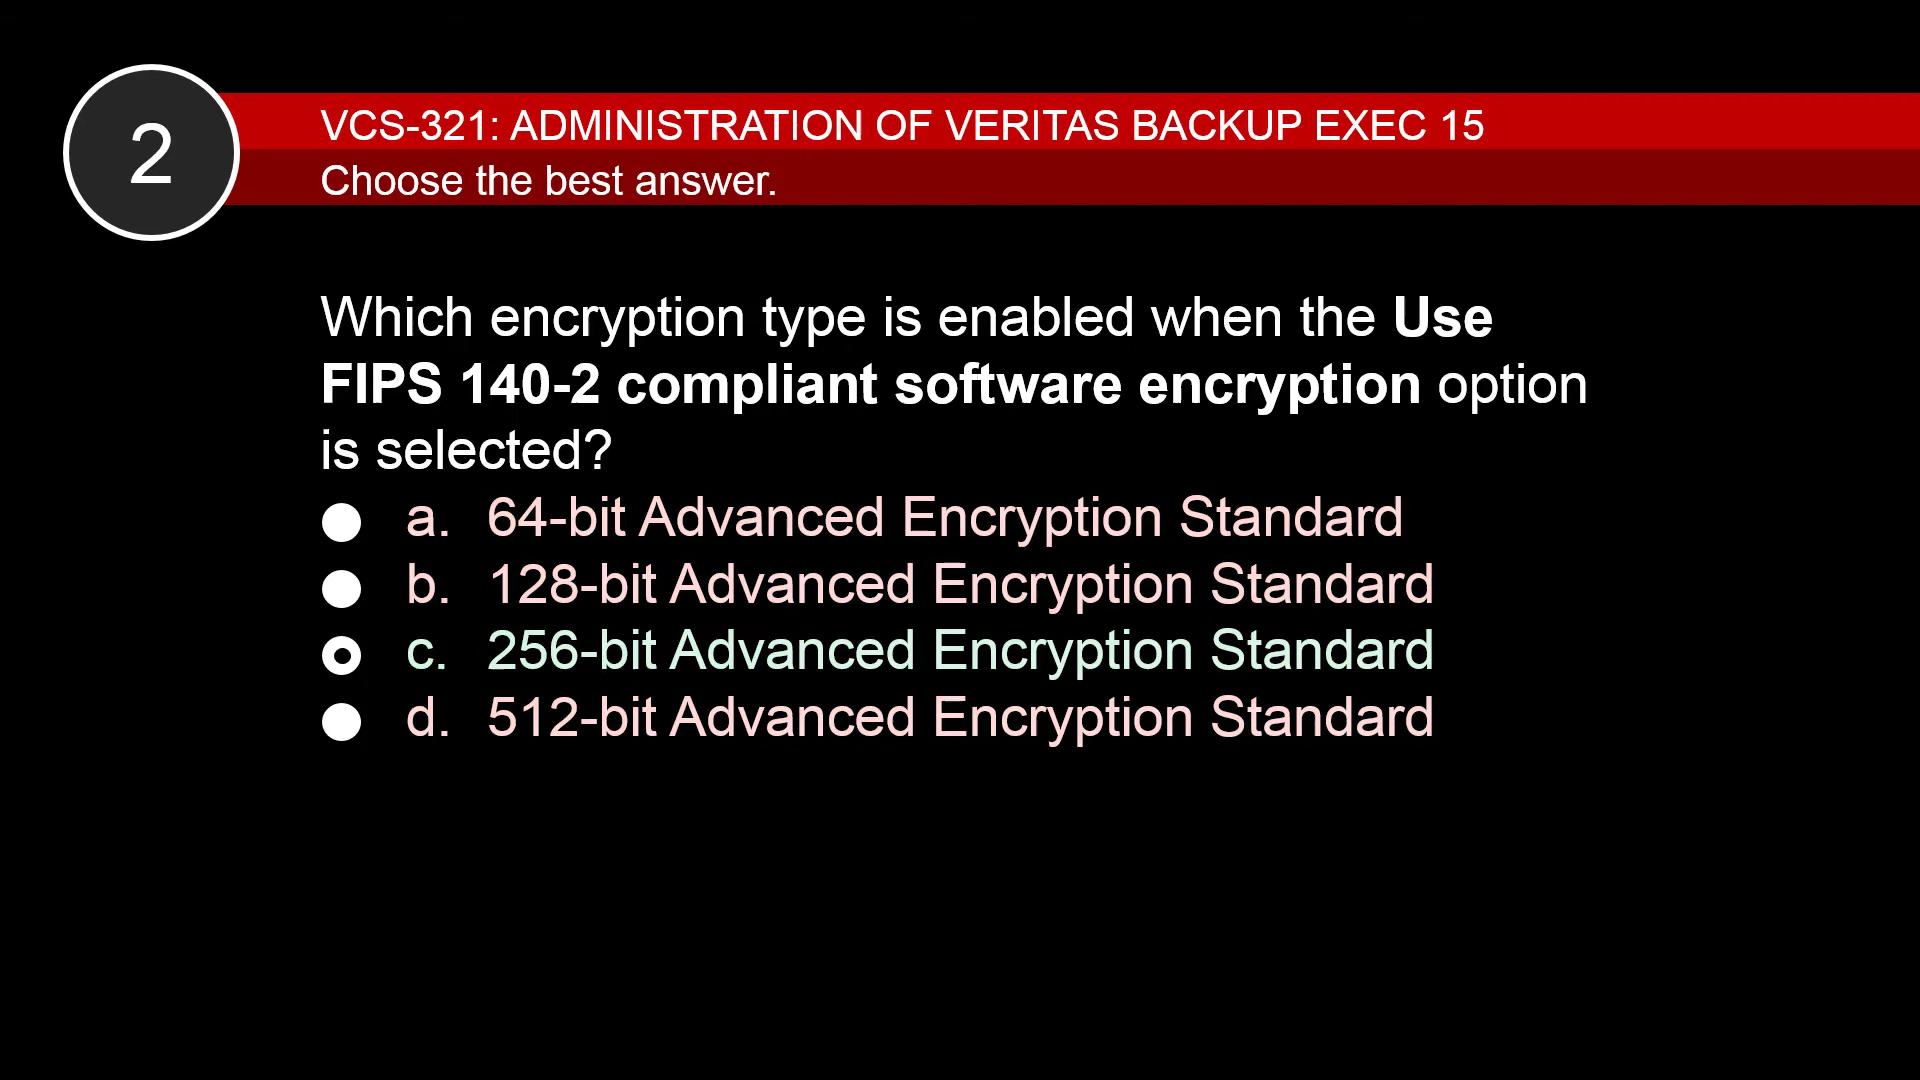 2
VCS-321: ADMINISTRATION OF VERITAS BACKUP EXEC 15
Choose the best answer.
Which encryption type is enabled when the Use
FIPS 140-2 compliant software encryption option
is selected?
a. 64-bit Advanced Encryption Standard
b. 128-bit Advanced Encryption Standard
c. 256-bit Advanced Encryption Standard
d. 512-bit Advanced Encryption Standard